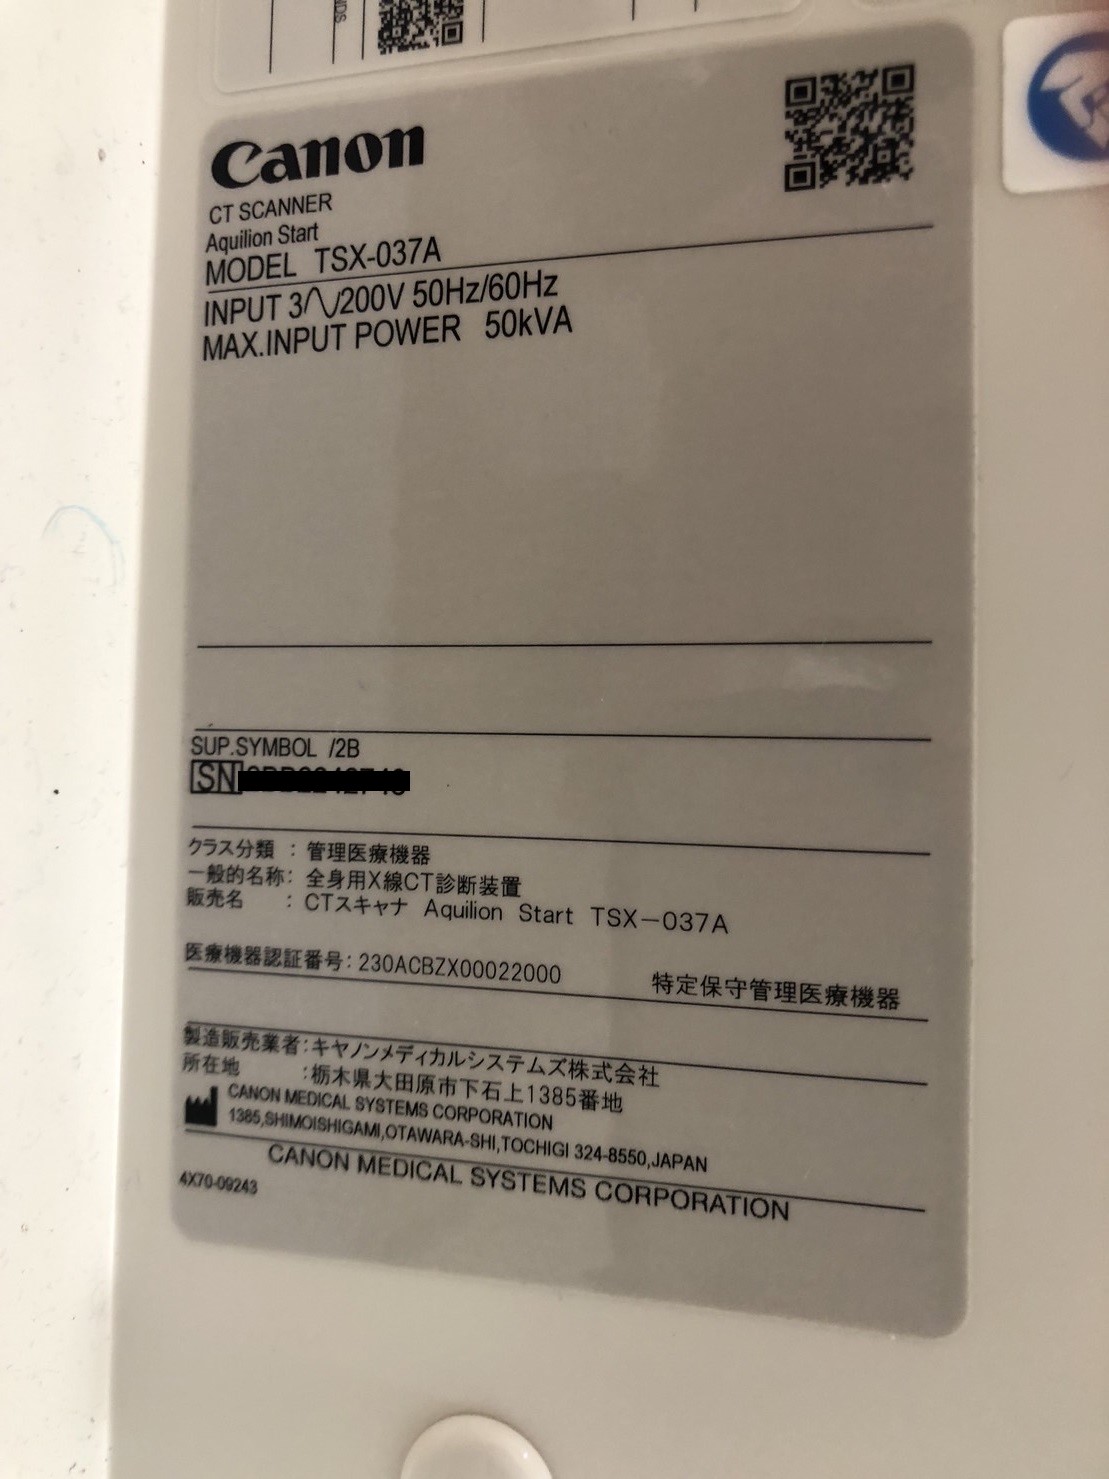 Canon
CT SCANNER
Aquilion Start
MODEL TSX-037A
INPUT 3 200V 50Hz/60Hz
MAX.INPUT POWER 50kVA
SUP.SYMBOL /2B
SN
クラス分類 : 管理医療機器
一般的名称: 全身用X線CT診断装置
販売名 : CTスキャナ Aquilion Start TSX－037A
医療機器認証番号: 230ACBZX00022000 特定保守管理医療機器
製造販売業者:キヤノンメディカルシステムズ株式会社
所在地 :栃木県大田原市下石上1385番地
CANON MEDICAL SYSTEMS CORPORATION
1385,SHIMOISHIGAMI,OTAWARA-SHI,TOCHIGI 324-8550,JAPAN
CANON MEDICAL SYSTEMS CORPORATION
4X70-09243